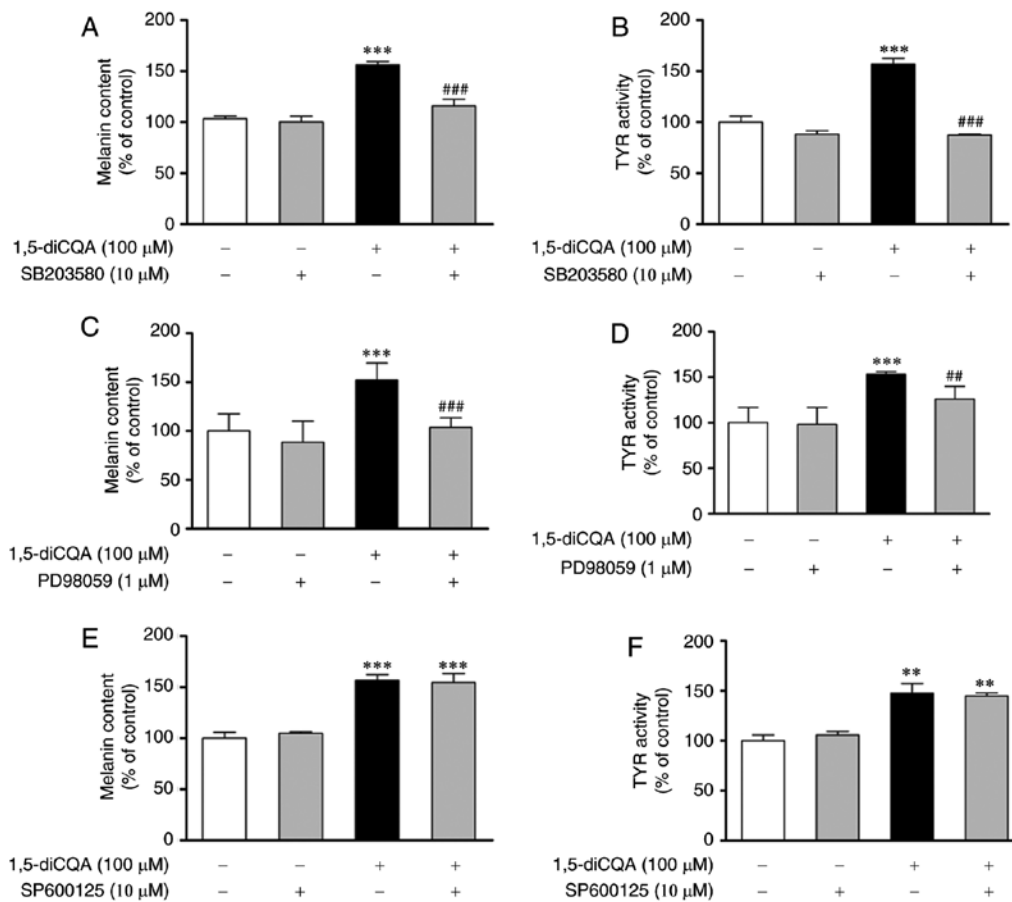 A
Melanin content
(% of control)
200
150
100
50
0
***
###
1,5-diCQA (100 µM) – – + +
SB203580 (10 µM) – + – +
B
TYR activity
(% of control)
200
150
100
50
0
***
###
1,5-diCQA (100 µM) – – + +
SB203580 (10 µM) – + – +
C
Melanin content
(% of control)
200
150
100
50
0
***
###
1,5-diCQA (100 µM) – – + +
PD98059 (1 µM) – + – +
D
TYR activity
(% of control)
200
150
100
50
0
***
##
1,5-diCQA (100 µM) – – + +
PD98059 (1 µM) – + – +
E
Melanin content
(% of control)
200
150
100
50
0
*** ***
1,5-diCQA (100 µM) – – + +
SP600125 (10 µM) – + – +
F
TYR activity
(% of control)
200
150
100
50
0
** **
1,5-diCQA (100 µM) – – + +
SP600125 (10 µM) – + – +